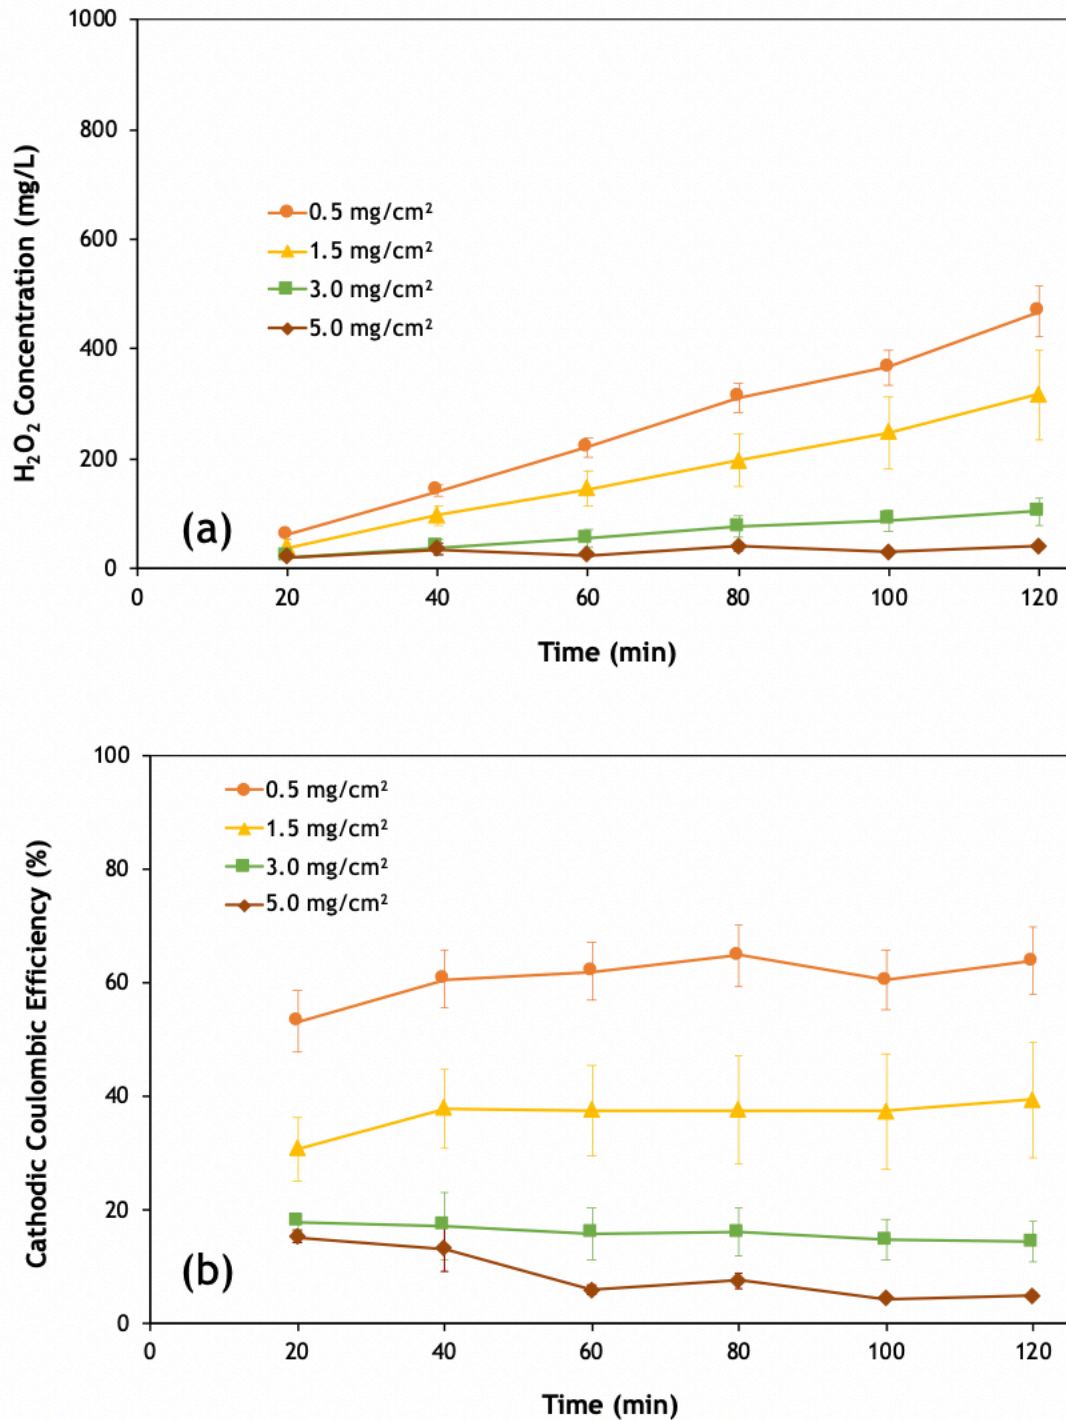 1000
800
600
400
200
0
H₂O₂ Concentration (mg/L)
0.5 mg/cm²
1.5 mg/cm²
3.0 mg/cm²
5.0 mg/cm²
(a)
0 20 40 60 80 100 120
Time (min)
100
80
60
40
20
0
Cathodic Coulombic Efficiency (%)
0.5 mg/cm²
1.5 mg/cm²
3.0 mg/cm²
5.0 mg/cm²
(b)
0 20 40 60 80 100 120
Time (min)